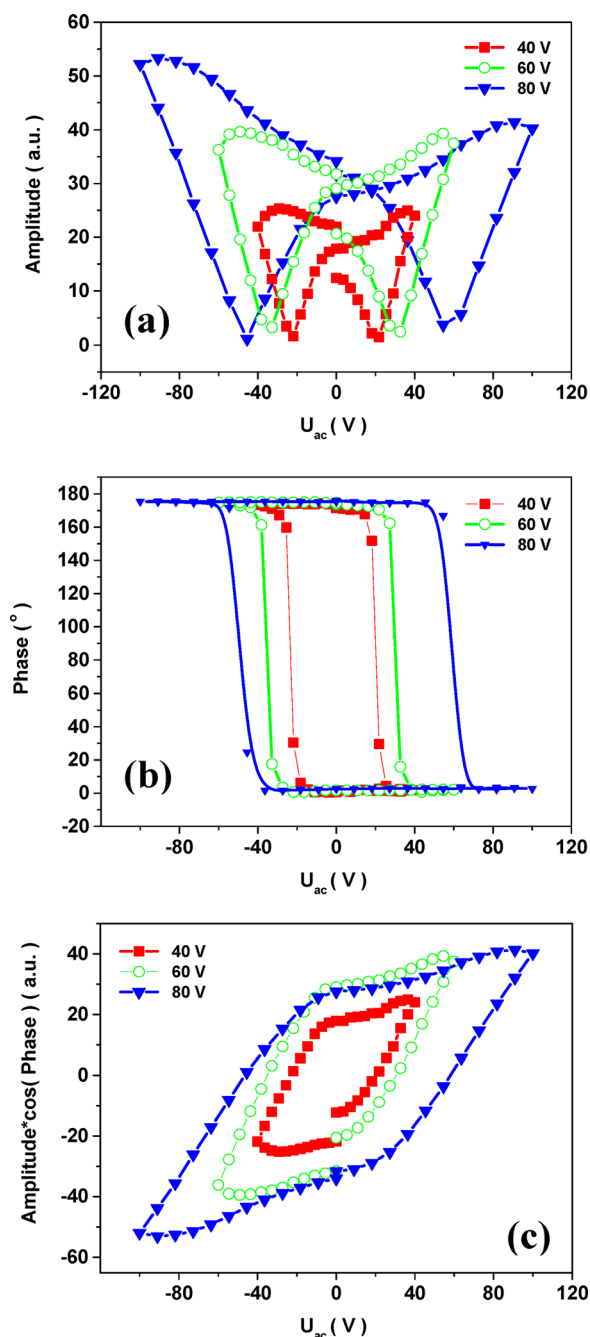 60
50
40
30
20
10
0
Amplitude ( a.u. )
40 V
60 V
80 V
(a)
-120 -80 -40 0 40 80 120
U_ac ( V )
180
160
140
120
100
80
60
40
20
0
-20
Phase ( ° )
40 V
60 V
80 V
(b)
-80 -40 0 40 80 120
U_ac ( V )
40
20
0
-20
-40
-60
Amplitude*cos( Phase ) ( a.u. )
40 V
60 V
80 V
(c)
-80 -40 0 40 80 120
U_ac ( V )